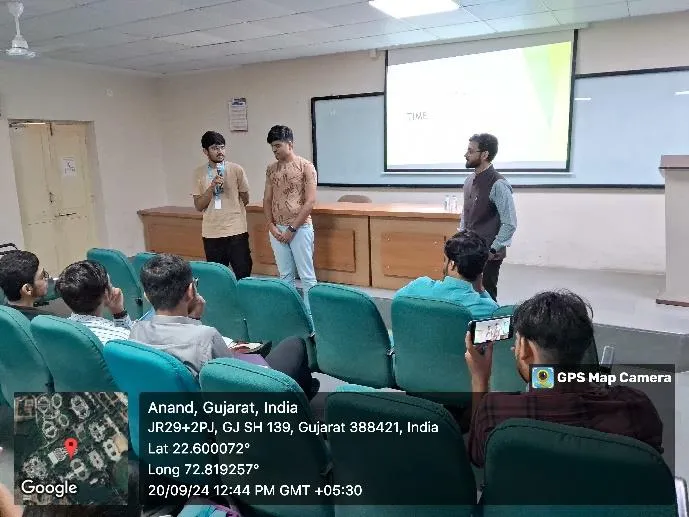 TIME
GPS Map Camera
Anand, Gujarat, India
JR29+2PJ, GJ SH 139, Gujarat 388421, India
Lat 22.600072°
Long 72.819257°
20/09/24 12:44 PM GMT +05:30
Google